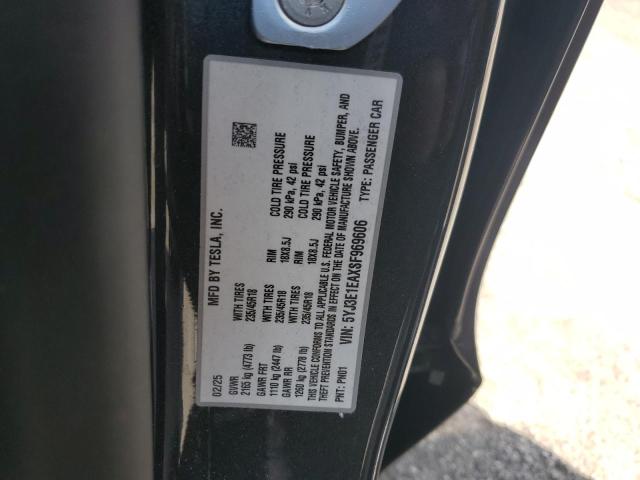 MFD BY TESLA, INC.
02/25
GVWR
2165 kg (4773 lb)
WITH TIRES
235/45R18
RIM
18X8.5J
COLD TIRE PRESSURE
290 kPa, 42 psi
GAWR FRT
1110 kg (2447 lb)
WITH TIRES
235/45R18
RIM
18X8.5J
COLD TIRE PRESSURE
290 kPa, 42 psi
GAWR RR
1260 kg (2778 lb)
WITH TIRES
235/45R18
THIS VEHICLE CONFORMS TO ALL APPLICABLE U.S. FEDERAL MOTOR VEHICLE SAFETY, BUMPER, AND
THEFT PREVENTION STANDARDS IN EFFECT ON THE DATE OF MANUFACTURE SHOWN ABOVE.
VIN: 5YJ3E1EAXSF969606
TYPE: PASSENGER CAR
PNT: PN01